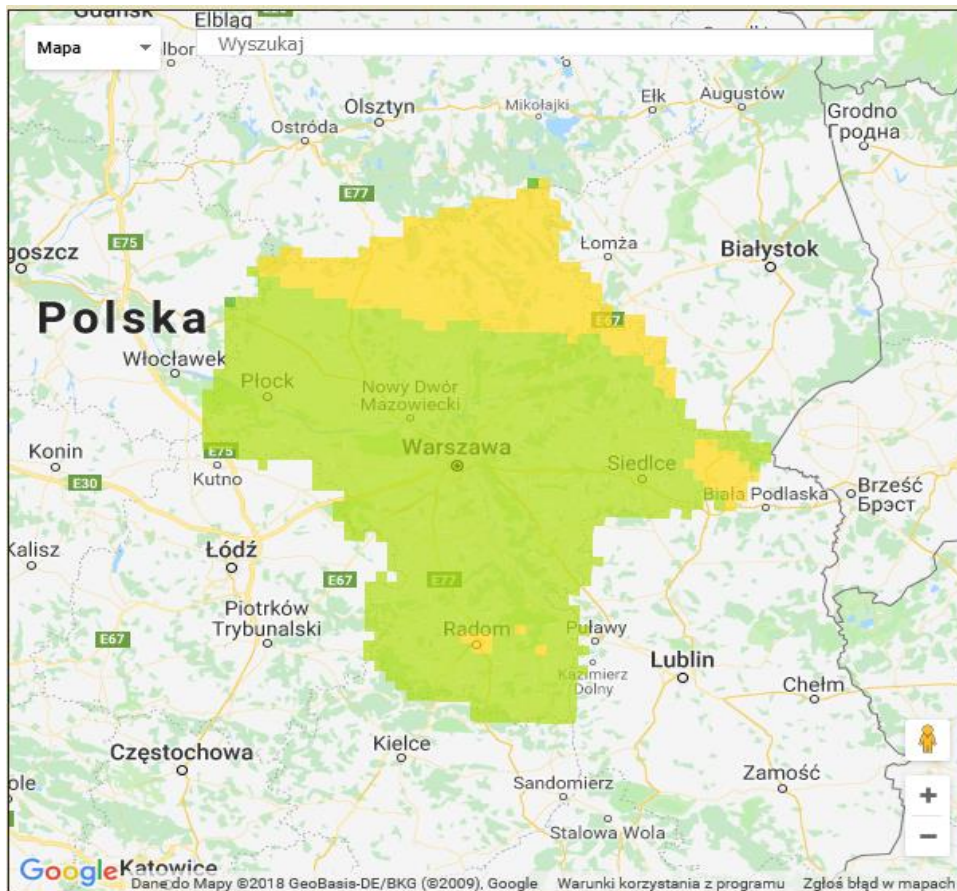 Gdańsk
Elbląg
Mapa
Wyszukaj
Olsztyn
Mikołajki
Ełk
Augustów
Ostróda
Grodno
Гродна
E77
E75
Łomża
Białystok
Polska
E67
Włocławek
Płock
Nowy Dwór
Mazowiecki
Konin
E75
Warszawa
Siedlce
Kutno
E30
Biała Podlaska
Brześć
Брэст
Kalisz
Łódź
E67
E77
Piotrków
Trybunalski
E67
Radom
Puławy
Lublin
Kazimierz
Dolny
Chełm
Częstochowa
Kielce
Zamość
Sandomierz
Stalowa Wola
+
−
Google
Katowice
Dane do Mapy ©2018 GeoBasis-DE/BKG (©2009), Google
Warunki korzystania z programu
Zgłoś błąd w mapach